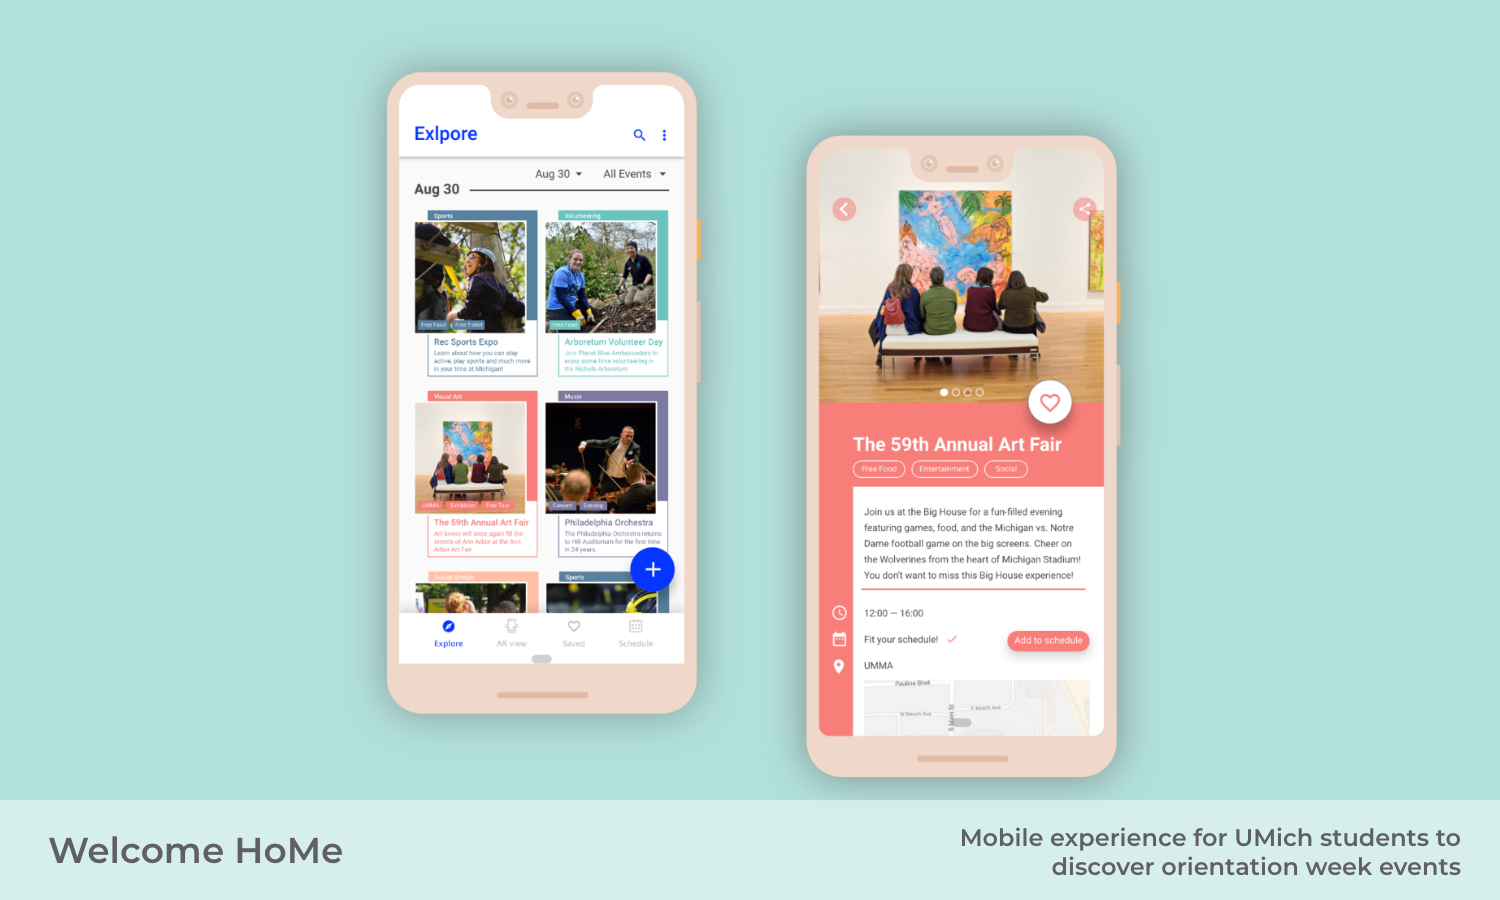 Exlpore
Aug 30
All Events
Aug 30
Sports
Free Food
Free T-shirt
Rec Sports Expo
Learn about how you can stay
active, play sports and much more
in your time at Michigan!
Volunteering
Free Food
Arboretum Volunteer Day
Join Planet Blue Ambassadors to
enjoy some time volunteering in
the Nichols Arboretum
Visual Art
UMMA
Exhibition
Free Tour
The 59th Annual Art Fair
Art lovers will once again fill the
streets of Ann Arbor at the Ann
Arbor Art Fair.
Music
Concert
Evening
Philadelphia Orchestra
The Philadelphia Orchestra returns
to Hill Auditorium for the first time
in 24 years.
Social Groups
Sports
Explore
AR view
Saved
Schedule
The 59th Annual Art Fair
Free Food
Entertainment
Social
Join us at the Big House for a fun-filled evening
featuring games, food, and the Michigan vs. Notre
Dame football game on the big screens. Cheer on
the Wolverines from the heart of Michigan Stadium!
You don't want to miss this Big House experience!
12:00 – 16:00
Fit your schedule!
Add to schedule
UMMA
Pauline Blvd
W Keech Ave
S Main St
E Keech Ave
Welcome HoMe
Mobile experience for UMich students to
discover orientation week events